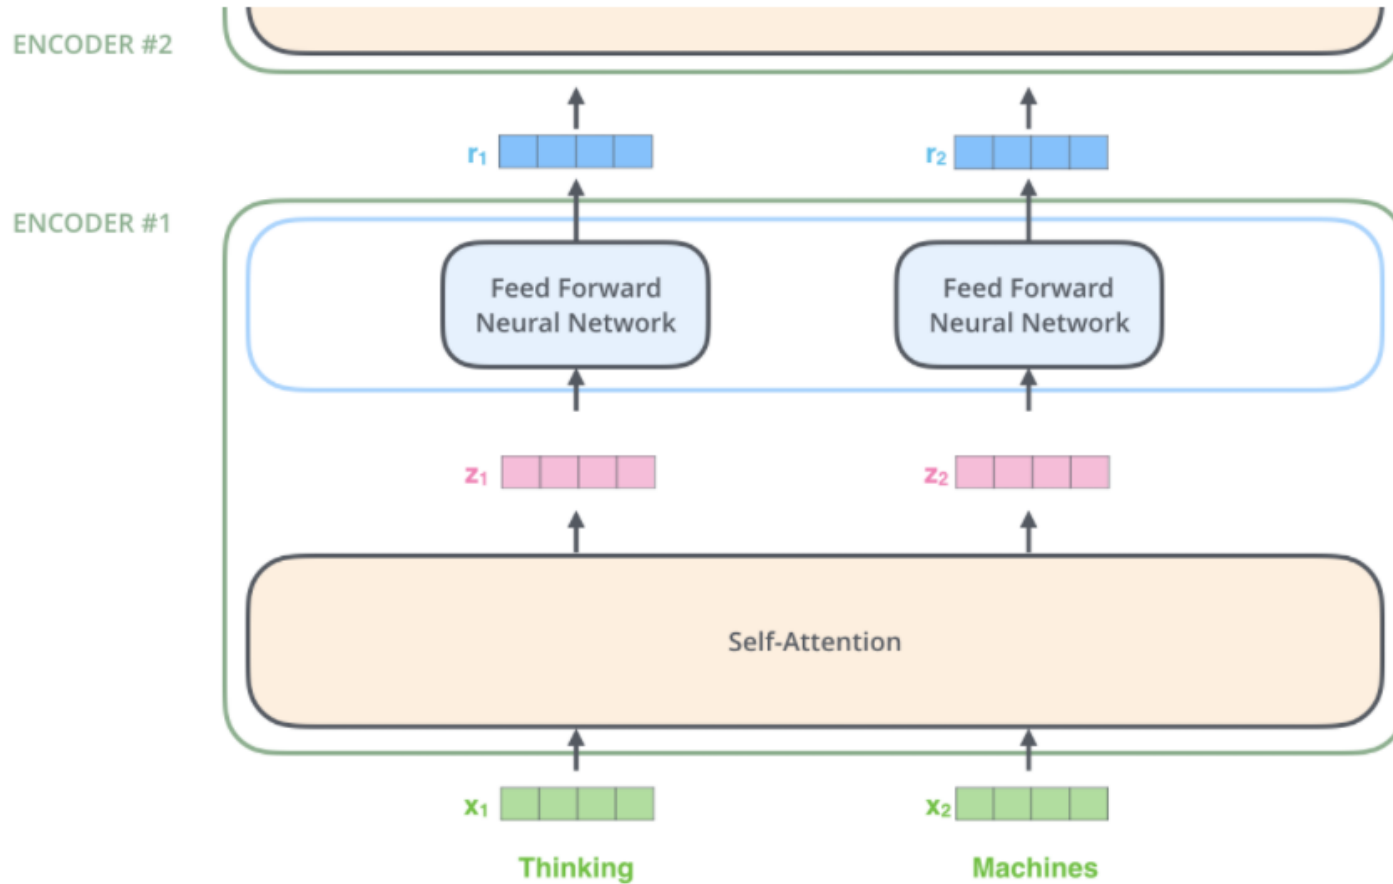 ENCODER #2
r₁
r₂
ENCODER #1
Feed Forward
Neural Network
Feed Forward
Neural Network
z₁
z₂
Self-Attention
x₁
x₂
Thinking
Machines